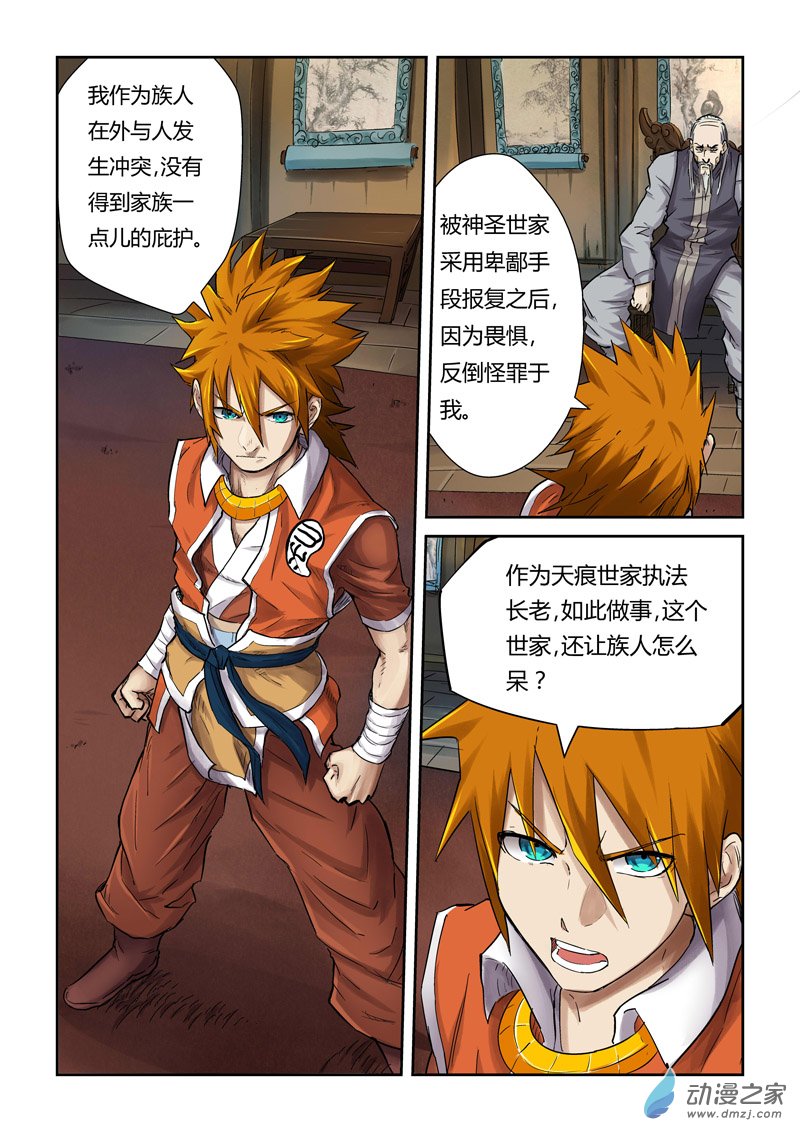 我作为族人
在外与人发
生冲突，没有
得到家族一
点儿的庇护。
被神圣世家
采用卑鄙手
段报复之后，
因为畏惧，
反倒怪罪于
我。
作为天痕世家执法
长老，如此做事，这个
世家，还让族人怎么
呆？
动漫之家
www.dmzj.com